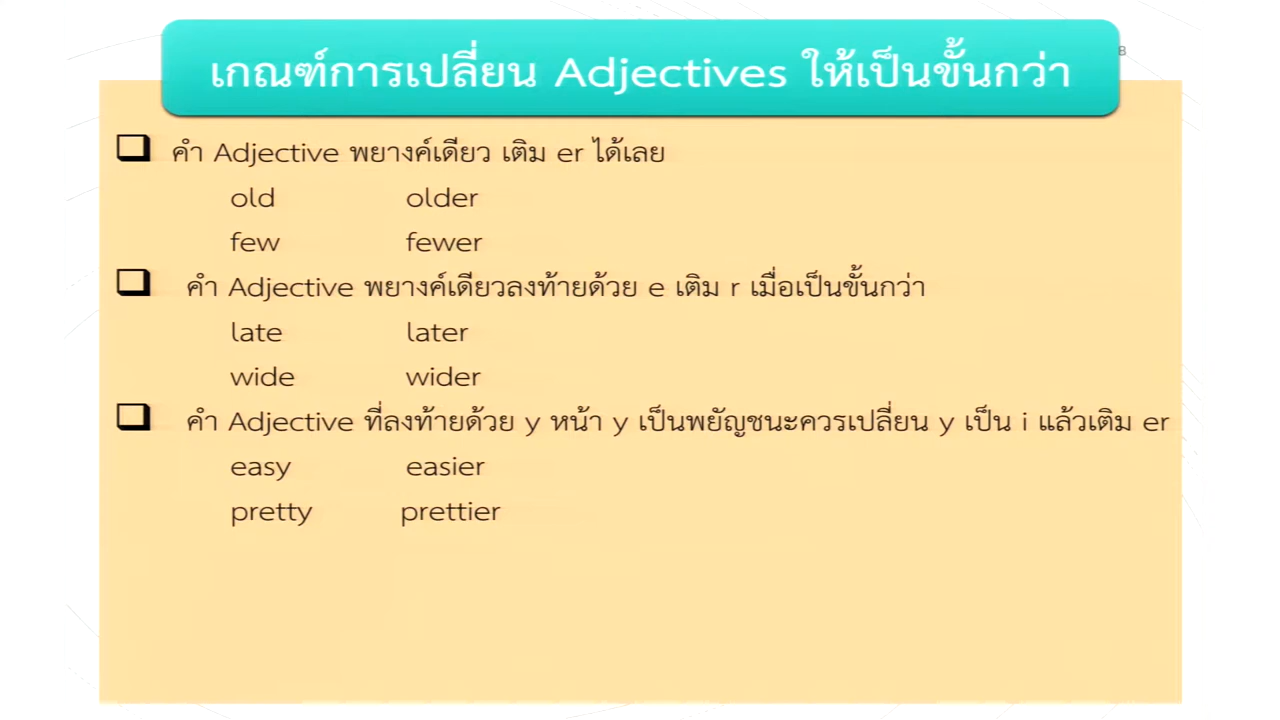 เกณฑ์การเปลี่ยน Adjectives ให้เป็นขั้นกว่า
8
คำ Adjective พยางค์เดียว เติม er ได้เลย
old older
few fewer
คำ Adjective พยางค์เดียวลงท้ายด้วย e เติม r เมื่อเป็นขั้นกว่า
late later
wide wider
คำ Adjective ที่ลงท้ายด้วย y หน้า y เป็นพยัญชนะควรเปลี่ยน y เป็น i แล้วเติม er
easy easier
pretty prettier